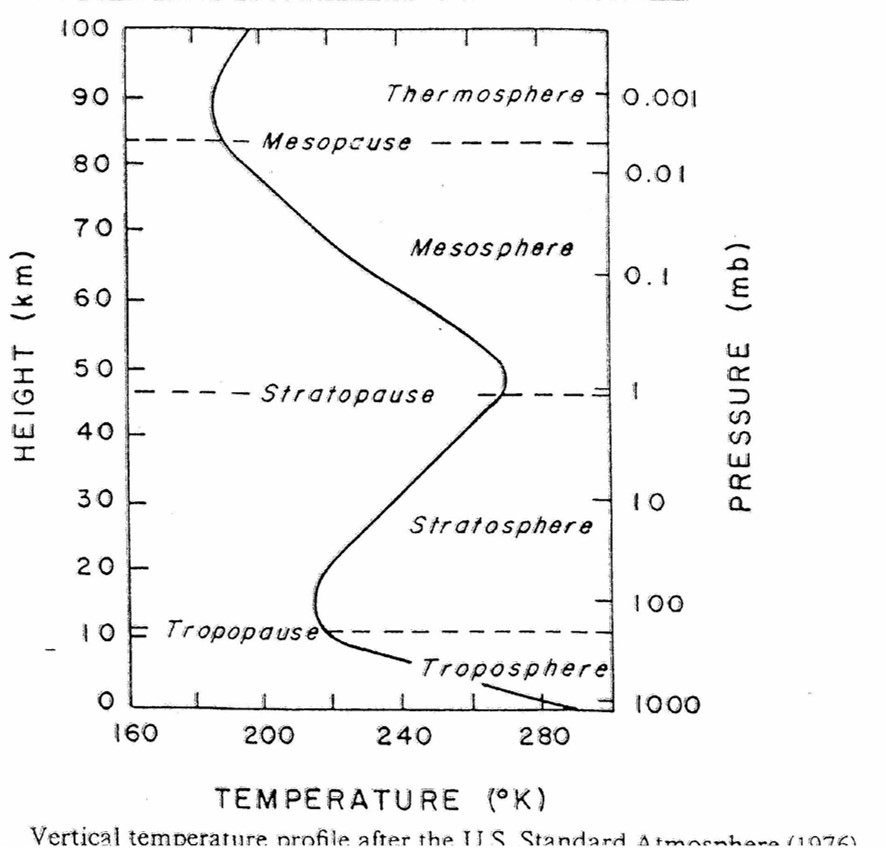 100
90
80
70
60
50
40
30
20
10
0
HEIGHT (km)
Thermosphere
Mesopause
Mesosphere
Stratopause
Stratosphere
Tropopause
Troposphere
0.001
0.01
0.1
1
10
100
1000
PRESSURE (mb)
160 200 240 280
TEMPERATURE (°K)
Vertical temperature profile after the U.S. Standard Atmosphere (1976)